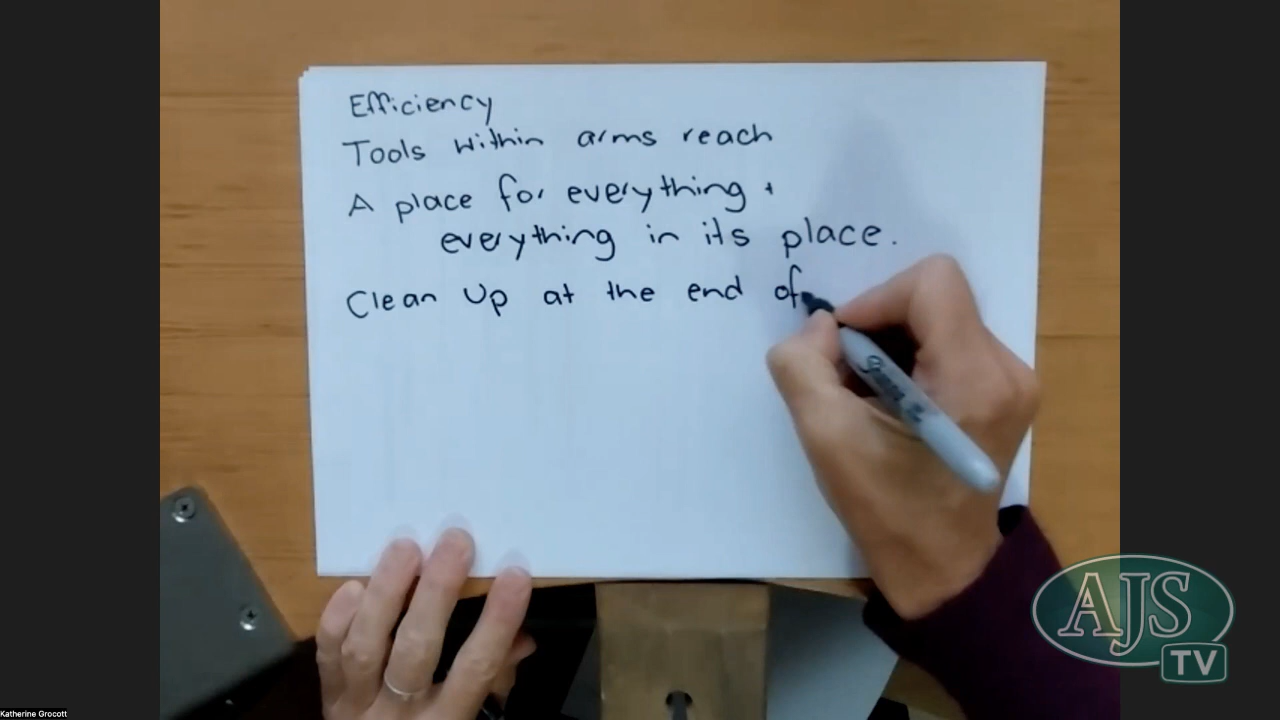 Efficiency
Tools within arms reach
A place for everything +
everything in its place.
Clean up at the end of
AJS
TV
Katherine Grocott